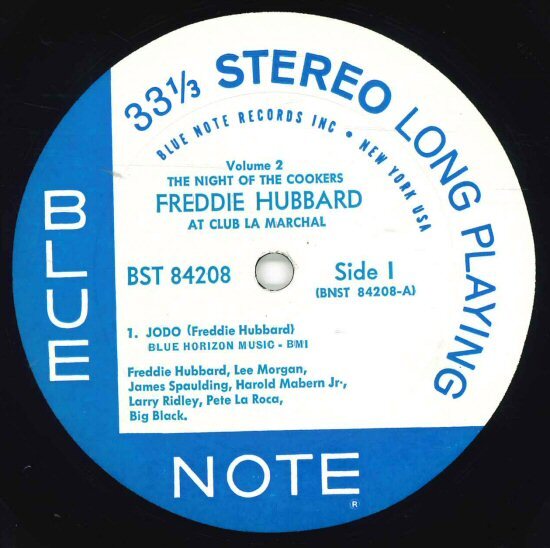 33⅓ STEREO LONG PLAYING
BLUE NOTE RECORDS INC • NEW YORK USA
Volume 2
THE NIGHT OF THE COOKERS
FREDDIE HUBBARD
AT CLUB LA MARCHAL
BST 84208
Side 1
(BNST 84208-A)
1. JODO (Freddie Hubbard)
BLUE HORIZON MUSIC - BMI
Freddie Hubbard, Lee Morgan,
James Spaulding, Harold Mabern Jr.,
Larry Ridley, Pete La Roca,
Big Black.
BLUE
NOTE
®